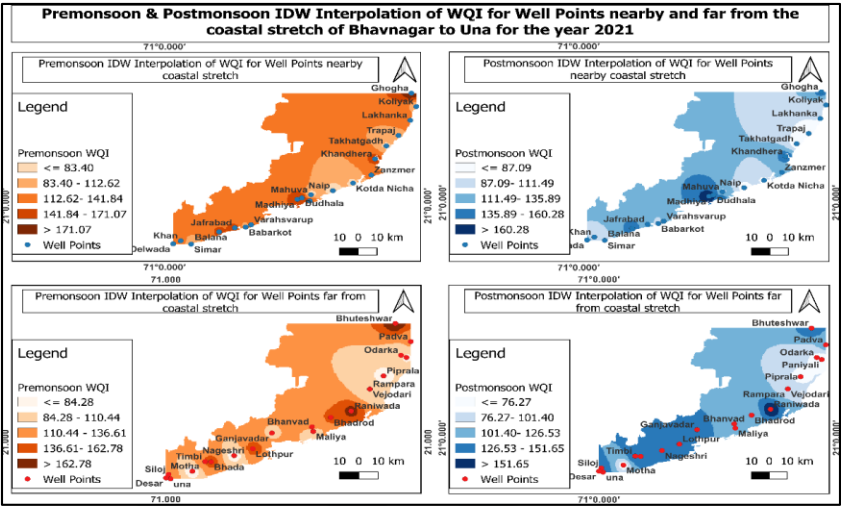 Premonsoon & Postmonsoon IDW Interpolation of WQI for Well Points nearby and far from the
coastal stretch of Bhavnagar to Una for the year 2021
71°0.000'
71°0.000'
Premonsoon IDW Interpolation of WQI for Well Points nearby
coastal stretch
Legend
Premonsoon WQI
<= 83.40
83.40 - 112.62
112.62- 141.84
141.84 - 171.07
> 171.07
Well Points
Ghogha
Koliyak
Lakhanka
Trapaj
Takhatgadh
Khandhera
Zanzmer
Kotda Nicha
Naip
Mahuva
Dudhala
Madhiya
Varahsvarup
Jafrabad
Babarkot
Balana
Khan
Simar
Delwada
10 0 10 km
21°0.000'
21°0.000'
71°0.000'
Postmonsoon IDW Interpolation of WQI for Well Points
nearby coastal stretch
Legend
Postmonsoon WQI
<= 87.09
87.09- 111.49
111.49- 135.89
135.89 - 160.28
> 160.28
Well Points
Ghogha
Koliyak
Lakhanka
Trapaj
Takhatgadh
Khandhera
Zanzmer
Kotda Nicha
Naip
Mahuva
Dudhala
Madhiya
Varahsvarup
Jafrabad
Babarkot
Balana
Khan
Simar
ada
10 0 10 km
21°0.000'
71°0.000'
Premonsoon IDW Interpolation of WQI for Well Points far from
coastal stretch
Legend
Premonsoon WQI
<= 84.28
84.28 - 110.44
110.44 - 136.61
136.61- 162.78
> 162.78
Well Points
Bhuteshwar
Padva
Odarka
Piprala
Rampara
Vejodari
Raniwada
Bhadrod
Bhanvad
Maliya
Ganjavadar
Lothpur
Nageshri
Timbi
Bhada
Motha
Siloj
una
Desar
10 0 10 km
21.000
21.000
71.000
Postmonsoon IDW Interpolation of WQI for Well Points far
from coastal stretch
Legend
Postmonsoon WQI
<= 76.27
76.27- 101.40
101.40- 126.53
126.53 - 151.65
> 151.65
Well Points
Bhuteshwar
Padva
Odarka
Paniyali
Piprala
Rampara
Vejodari
Raniwada
Bhadrod
Bhanvad
Maliya
Ganjavadar
Lothpur
Nageshri
Timbi
Motha
Siloj
una
Desar
10 0 10 km
21°0.000'
71°0.000'